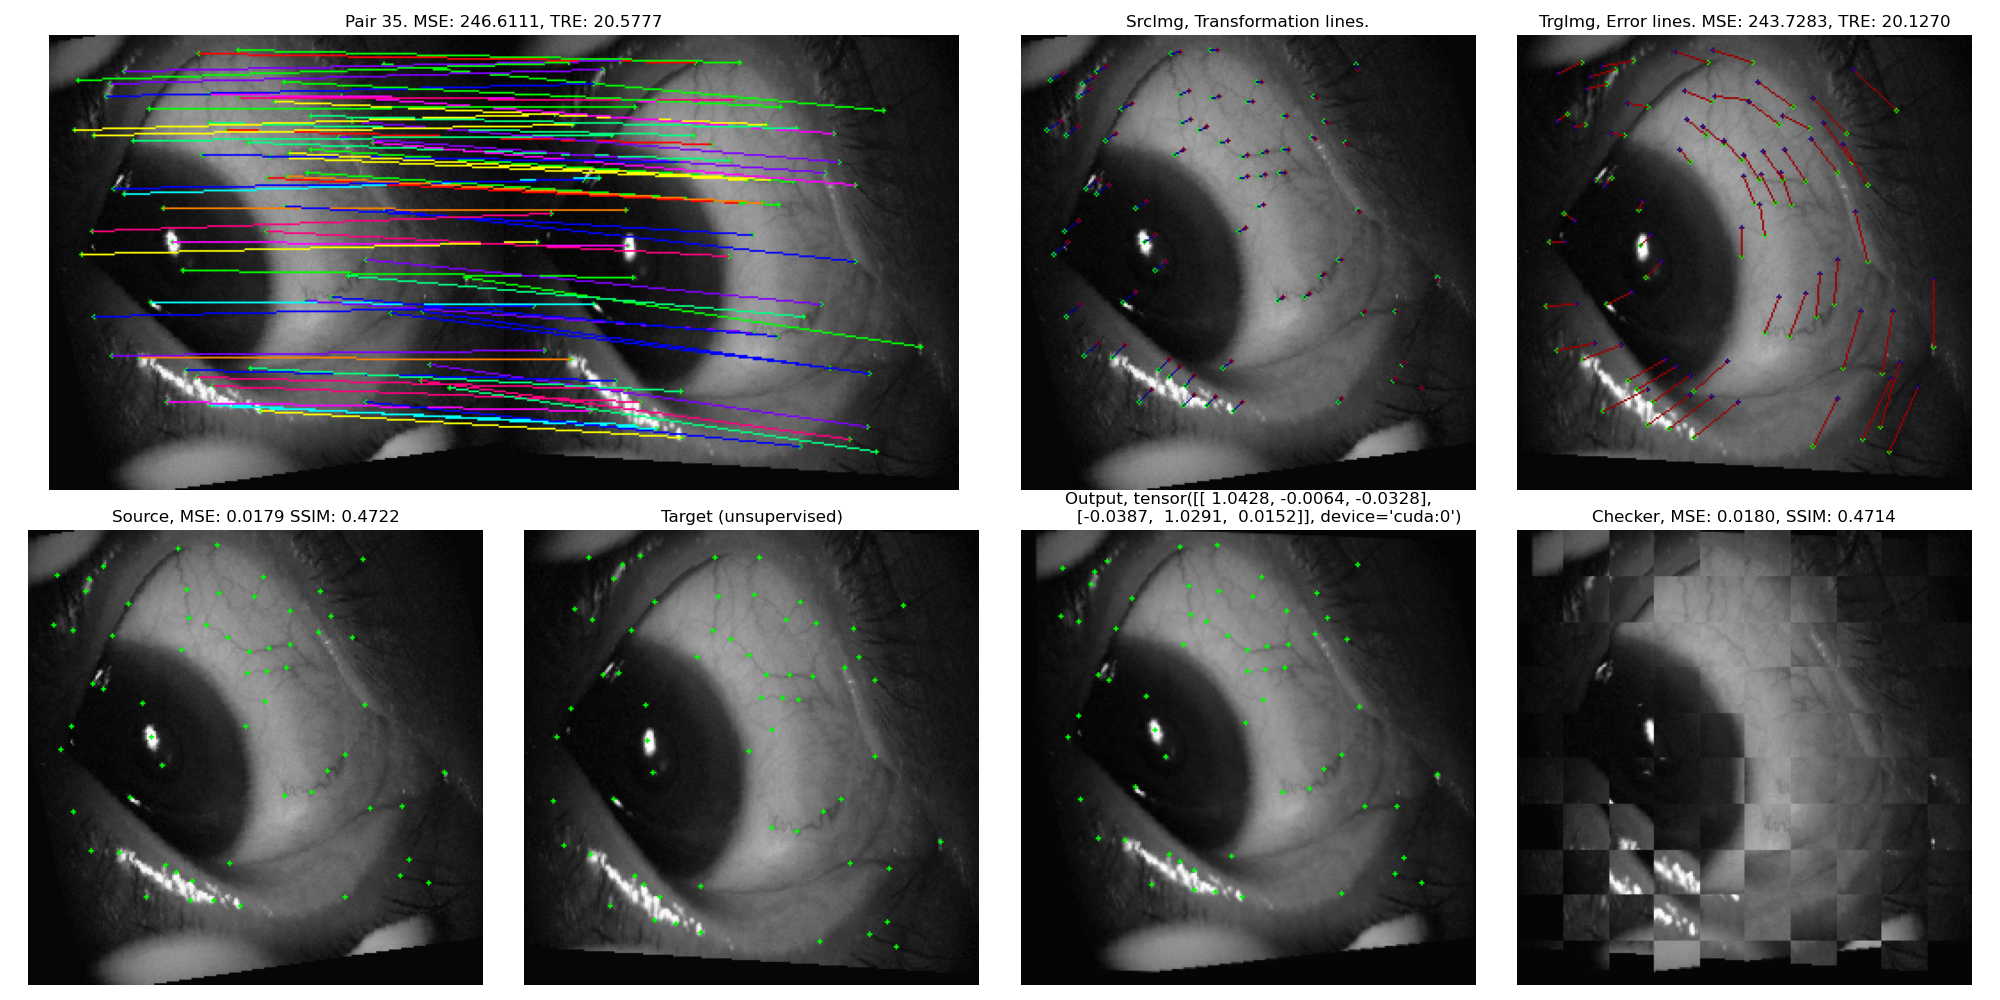 Pair 35. MSE: 246.6111, TRE: 20.5777
SrcImg, Transformation lines.
TrgImg, Error lines. MSE: 243.7283, TRE: 20.1270
Source, MSE: 0.0179 SSIM: 0.4722
Target (unsupervised)
Output, tensor([[ 1.0428, -0.0064, -0.0328],
[-0.0387,  1.0291,  0.0152]], device='cuda:0')
Checker, MSE: 0.0180, SSIM: 0.4714